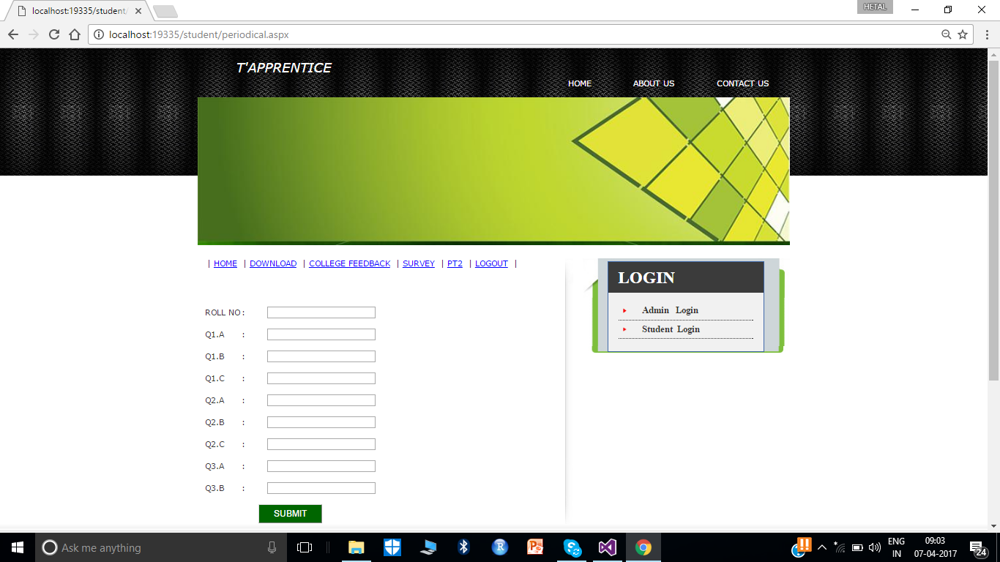 localhost:19335/student/
HETAL
localhost:19335/student/periodical.aspx
T'APPRENTICE
HOME ABOUT US CONTACT US
| HOME | DOWNLOAD | COLLEGE FEEDBACK | SURVEY | PT2 | LOGOUT |
LOGIN
Admin Login
Student Login
ROLL NO :
Q1.A :
Q1.B :
Q1.C :
Q2.A :
Q2.B :
Q2.C :
Q3.A :
Q3.B :
SUBMIT
Ask me anything
ENG
IN
09:03
07-04-2017
24